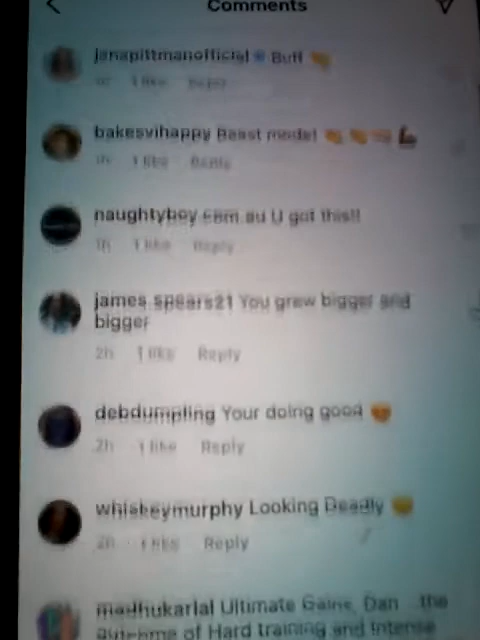 Comments
janapittmanofficial Buff
1 like Reply
bakesvihappy Beast mode!
1h 1 like Reply
naughtyboy.com.au U got this!!
1h 1 like Reply
james.spears21 You grew bigger and
bigger
2h 1 like Reply
debdumpling Your doing good
2h 1 like Reply
whiskeymurphy Looking Deadly
2h 1 like Reply
madhukarlal Ultimate Gains, Dan the
of Hard training and Intense